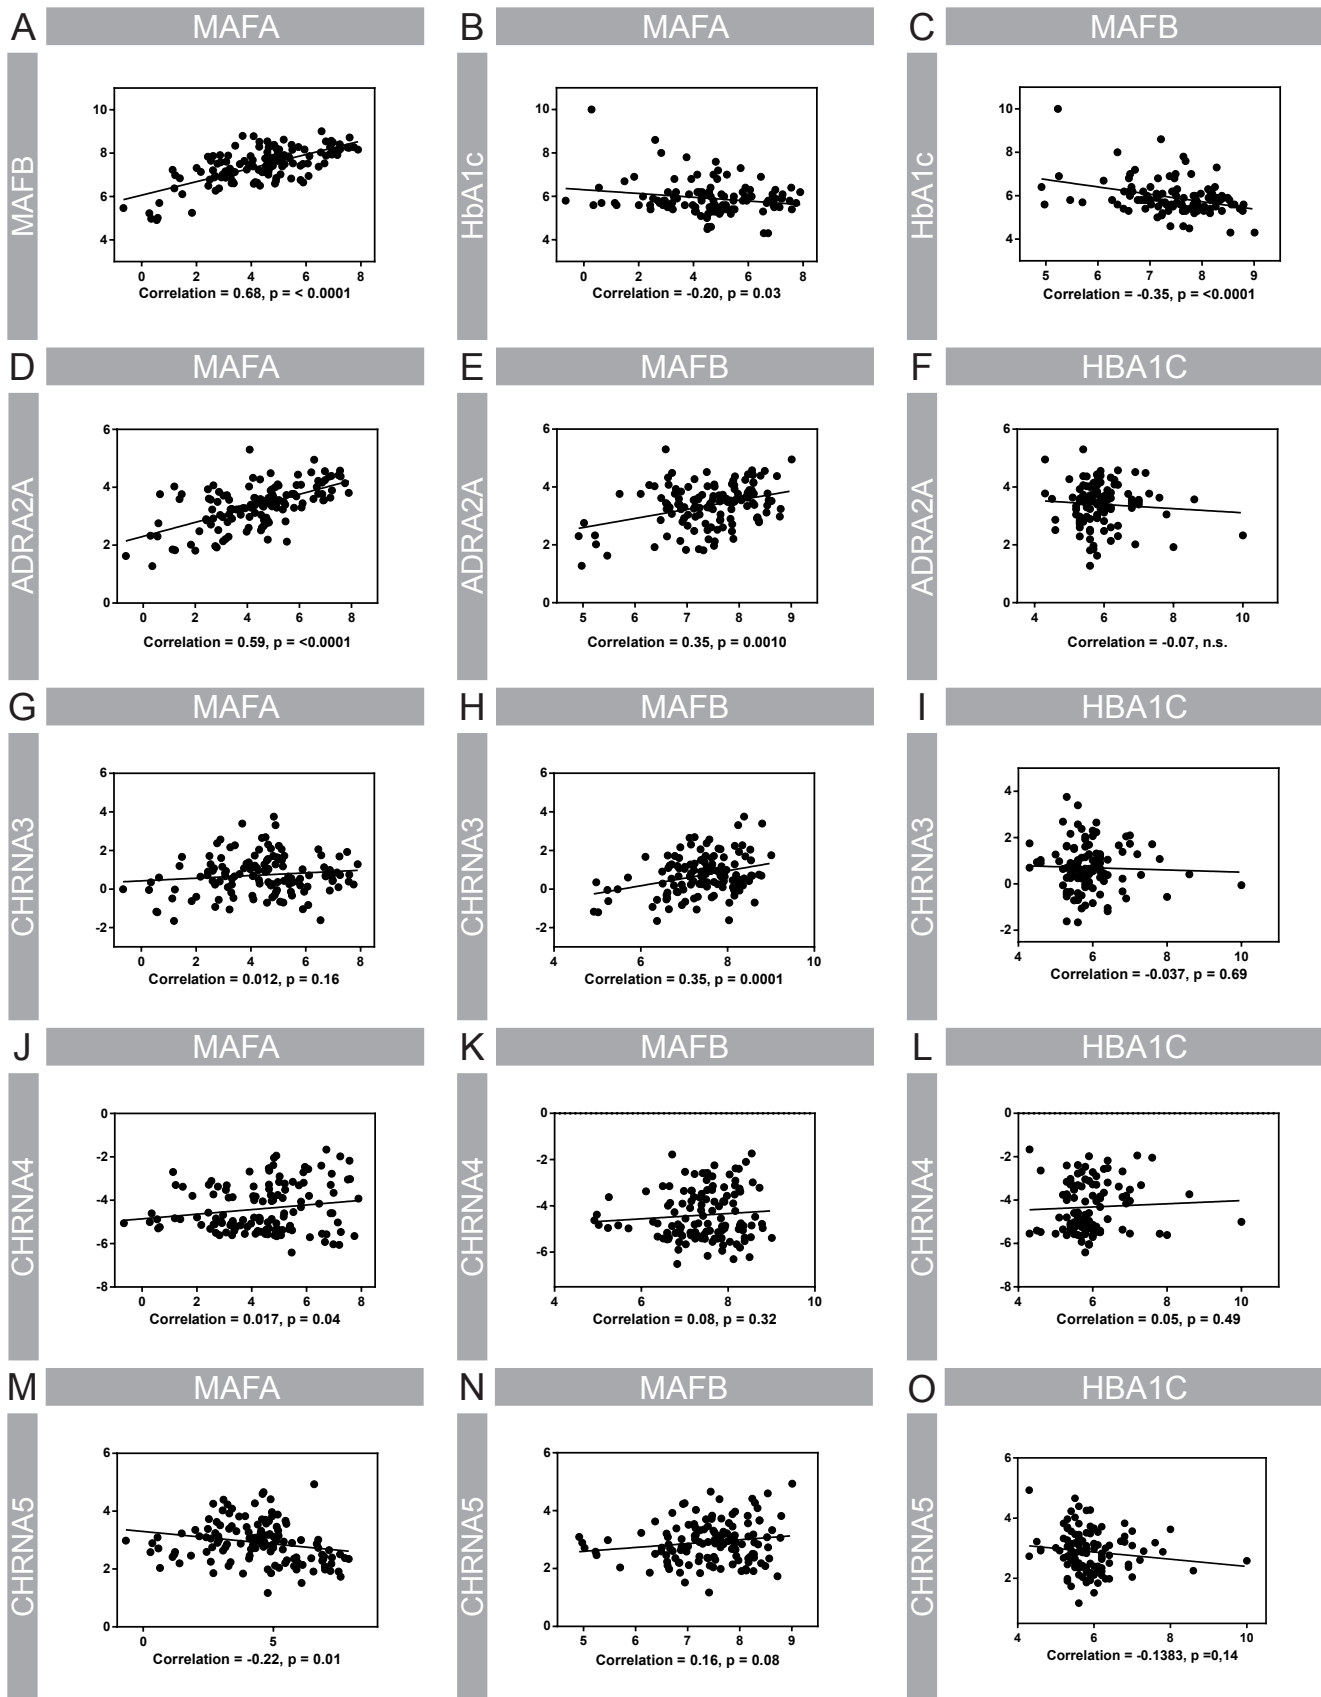 A MAFA
B MAFA
C MAFB
MAFB
10
8
6
4
0 2 4 6 8
Correlation = 0.68, p = < 0.0001
HbA1c
10
8
6
4
0 2 4 6 8
Correlation = -0.20, p = 0.03
HbA1c
10
8
6
4
5 6 7 8 9
Correlation = -0.35, p = <0.0001
D MAFA
E MAFB
F HBA1C
ADRA2A
6
4
2
0
0 2 4 6 8
Correlation = 0.59, p = <0.0001
ADRA2A
6
4
2
0
5 6 7 8 9
Correlation = 0.35, p = 0.0010
ADRA2A
6
4
2
0
4 6 8 10
Correlation = -0.07, n.s.
G MAFA
H MAFB
I HBA1C
CHRNA3
6
4
2
0
-2
0 2 4 6 8
Correlation = 0.012, p = 0.16
CHRNA3
6
4
2
0
-2
4 6 8 10
Correlation = 0.35, p = 0.0001
CHRNA3
4
2
0
-2
4 6 8 10
Correlation = -0.037, p = 0.69
J MAFA
K MAFB
L HBA1C
CHRNA4
0
-2
-4
-6
-8
0 2 4 6 8
Correlation = 0.017, p = 0.04
CHRNA4
0
-2
-4
-6
4 6 8 10
Correlation = 0.08, p = 0.32
CHRNA4
0
-2
-4
-6
-8
4 6 8 10
Correlation = 0.05, p = 0.49
M MAFA
N MAFB
O HBA1C
CHRNA5
6
4
2
0
0 5
Correlation = -0.22, p = 0.01
CHRNA5
6
4
2
0
5 6 7 8 9
Correlation = 0.16, p = 0.08
CHRNA5
6
4
2
4 6 8 10
Correlation = -0.1383, p =0,14